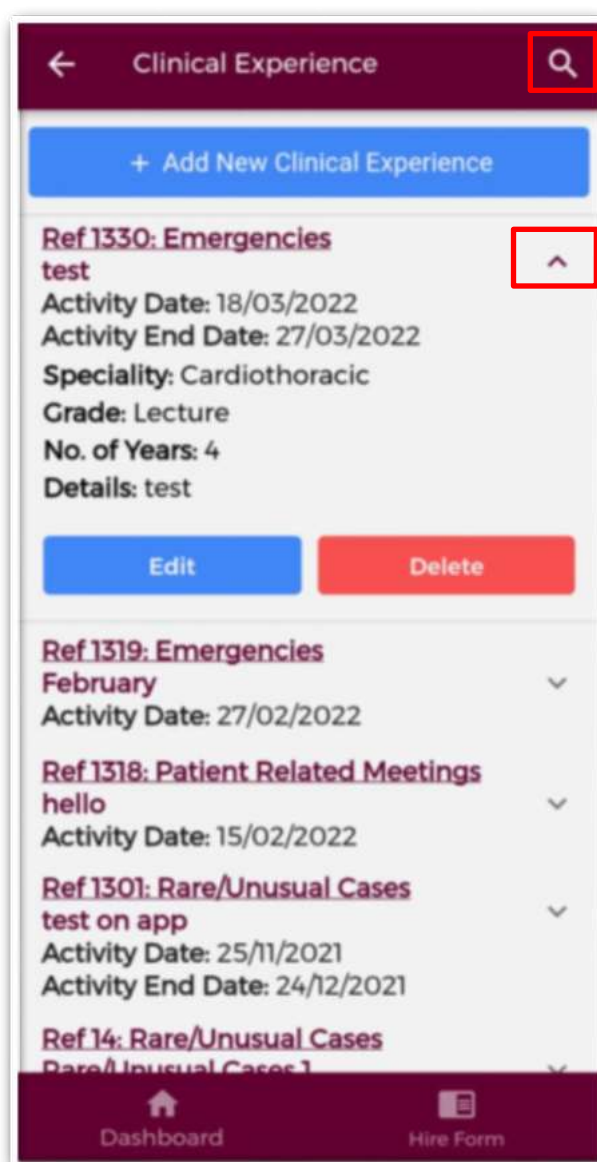 Clinical Experience
+ Add New Clinical Experience
Ref 1330: Emergencies
test
Activity Date: 18/03/2022
Activity End Date: 27/03/2022
Speciality: Cardiothoracic
Grade: Lecture
No. of Years: 4
Details: test
Edit Delete
Ref 1319: Emergencies
February
Activity Date: 27/02/2022
Ref 1318: Patient Related Meetings
hello
Activity Date: 15/02/2022
Ref 1301: Rare/Unusual Cases
test on app
Activity Date: 25/11/2021
Activity End Date: 24/12/2021
Ref 14: Rare/Unusual Cases
Rare/Unusual Cases 1
Dashboard Hire Form